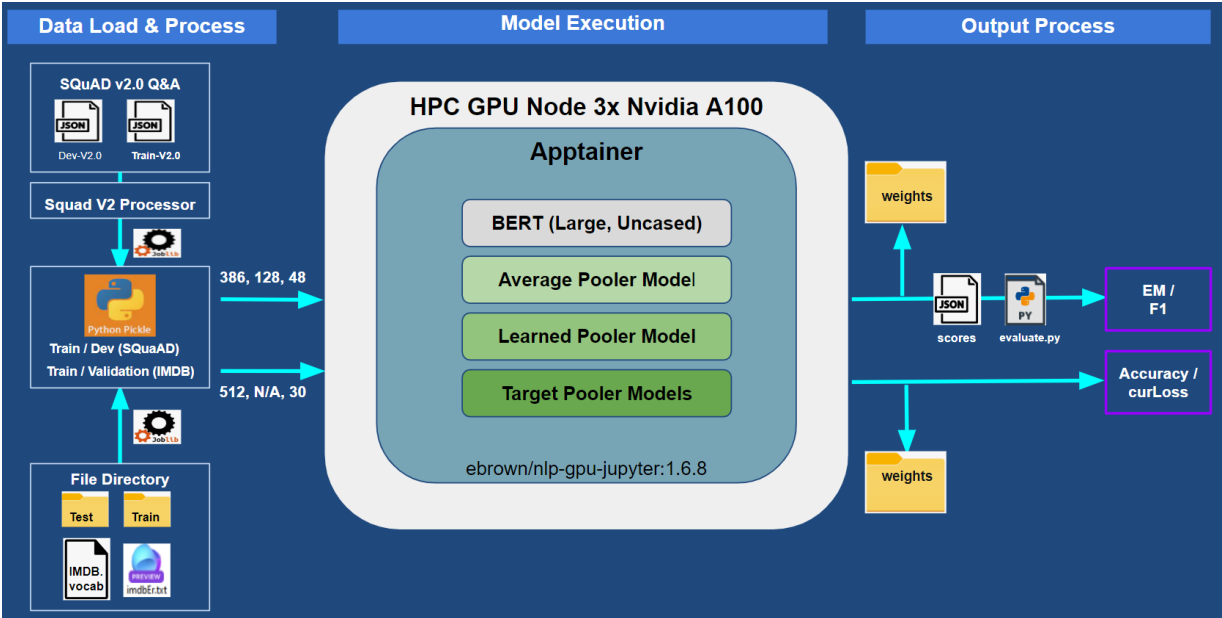 Data Load & Process
Model Execution
Output Process
SQuAD v2.0 Q&A
JSON
JSON
Dev-V2.0
Train-V2.0
Squad V2 Processor
Joblib
Python Pickle
Train / Dev (SQuaAD)
Train / Validation (IMDB)
386, 128, 48
512, N/A, 30
Joblib
File Directory
Test
Train
IMDB.
vocab
PREVIEW
imdbEr.txt
HPC GPU Node 3x Nvidia A100
Apptainer
BERT (Large, Uncased)
Average Pooler Model
Learned Pooler Model
Target Pooler Models
ebrown/nlp-gpu-jupyter:1.6.8
weights
JSON
scores
PY
evaluate.py
EM /
F1
Accuracy /
curLoss
weights